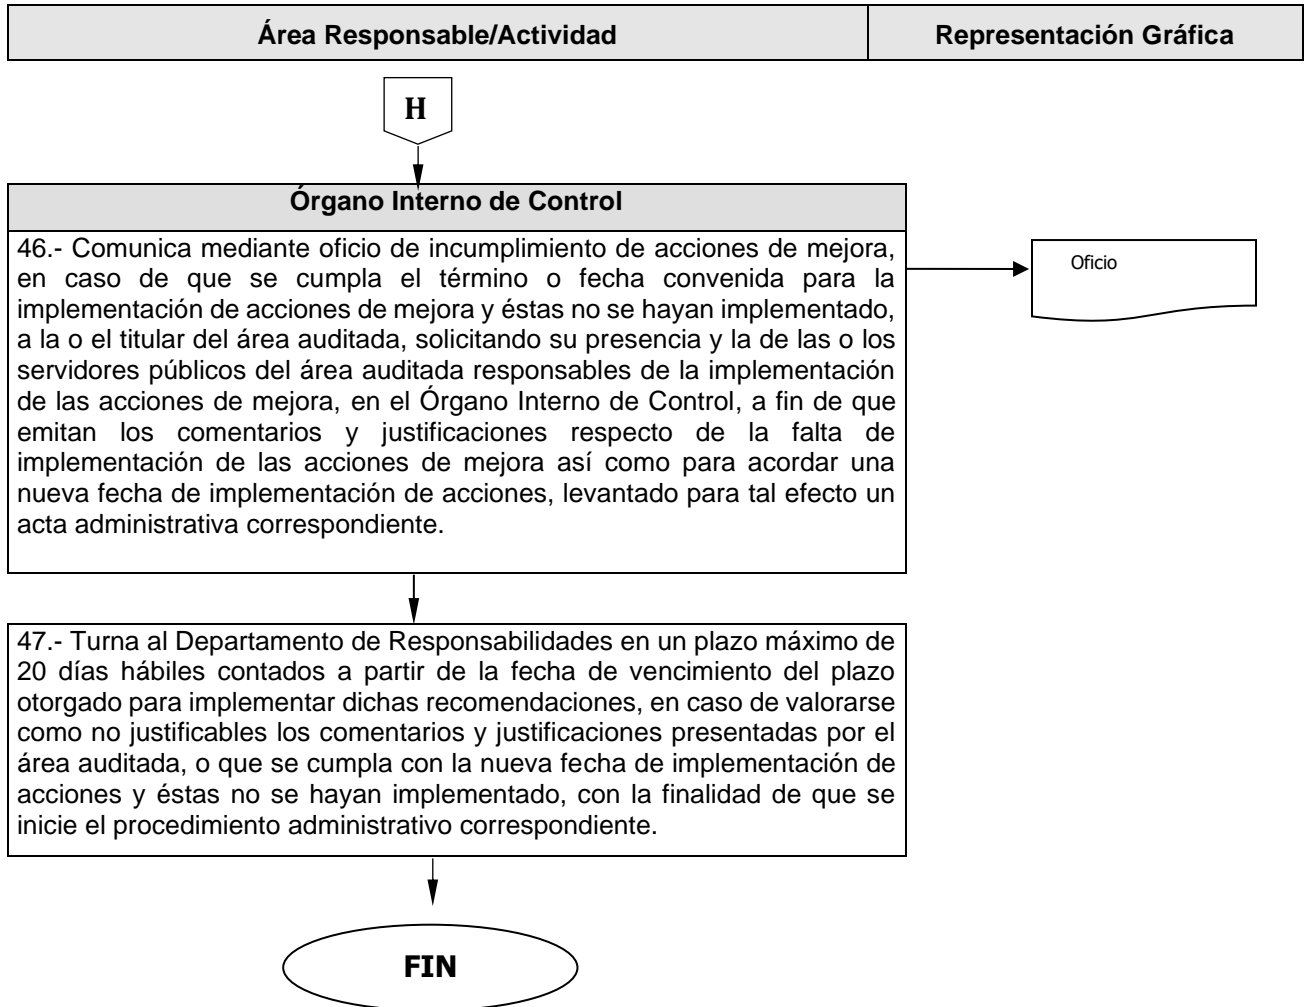 Área Responsable/Actividad
Representación Gráfica
H
Órgano Interno de Control
46.- Comunica mediante oficio de incumplimiento de acciones de mejora,
en caso de que se cumpla el término o fecha convenida para la
implementación de acciones de mejora y éstas no se hayan implementado,
a la o el titular del área auditada, solicitando su presencia y la de las o los
servidores públicos del área auditada responsables de la implementación
de las acciones de mejora, en el Órgano Interno de Control, a fin de que
emitan los comentarios y justificaciones respecto de la falta de
implementación de las acciones de mejora así como para acordar una
nueva fecha de implementación de acciones, levantado para tal efecto un
acta administrativa correspondiente.
Oficio
47.- Turna al Departamento de Responsabilidades en un plazo máximo de
20 días hábiles contados a partir de la fecha de vencimiento del plazo
otorgado para implementar dichas recomendaciones, en caso de valorarse
como no justificables los comentarios y justificaciones presentadas por el
área auditada, o que se cumpla con la nueva fecha de implementación de
acciones y éstas no se hayan implementado, con la finalidad de que se
inicie el procedimiento administrativo correspondiente.
FIN